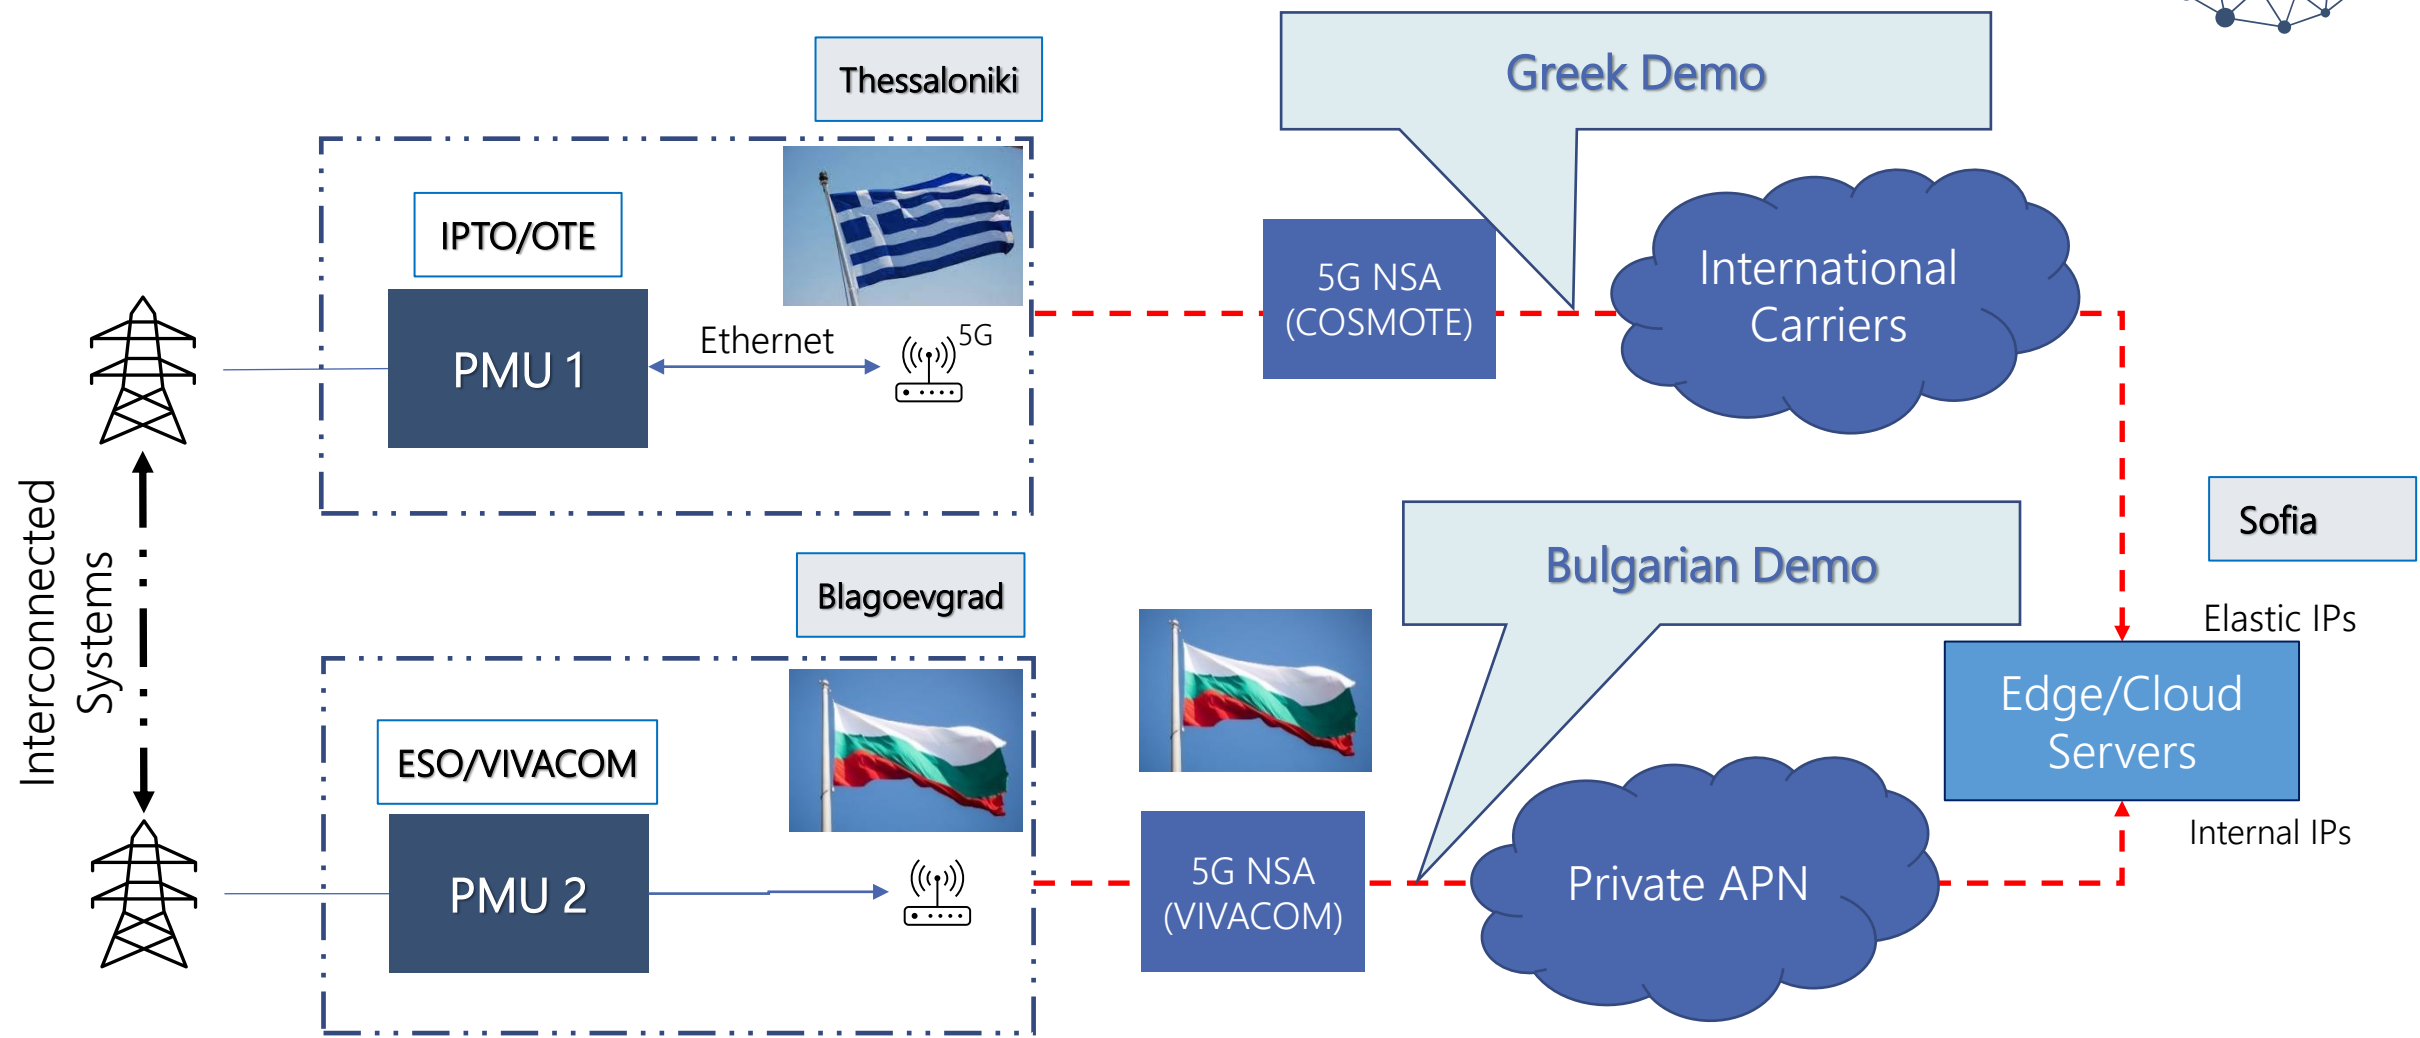 Thessaloniki
Greek Demo
IPTO/OTE
PMU 1
Ethernet
5G
5G NSA
(COSMOTE)
International
Carriers
Interconnected
Systems
Sofia
Blagoevgrad
Bulgarian Demo
Elastic IPs
ESO/VIVACOM
PMU 2
5G NSA
(VIVACOM)
Private APN
Edge/Cloud
Servers
Internal IPs